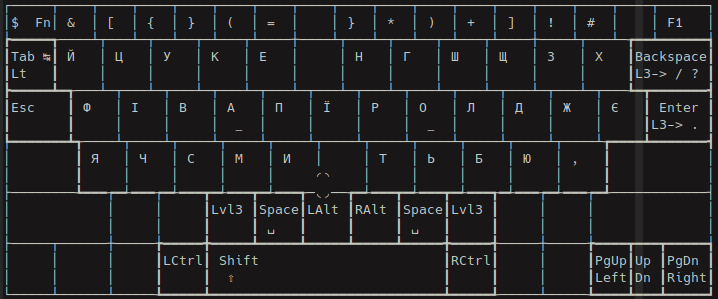 $ Fn & [ { } ( = } * ) + ] ! # F1
Tab ↹ Й Ц У К Е Н Г Ш Щ З Х Backspace
Lt L3-> / ?
Esc Ф І В А П Ї Р О Л Д Ж Є Enter
_ _ L3-> .
Я Ч С М И Т Ь Б Ю ,
Lvl3 Space LAlt RAlt Space Lvl3
␣ ␣
LCtrl Shift RCtrl PgUp Up PgDn
⇧ Left Dn Right